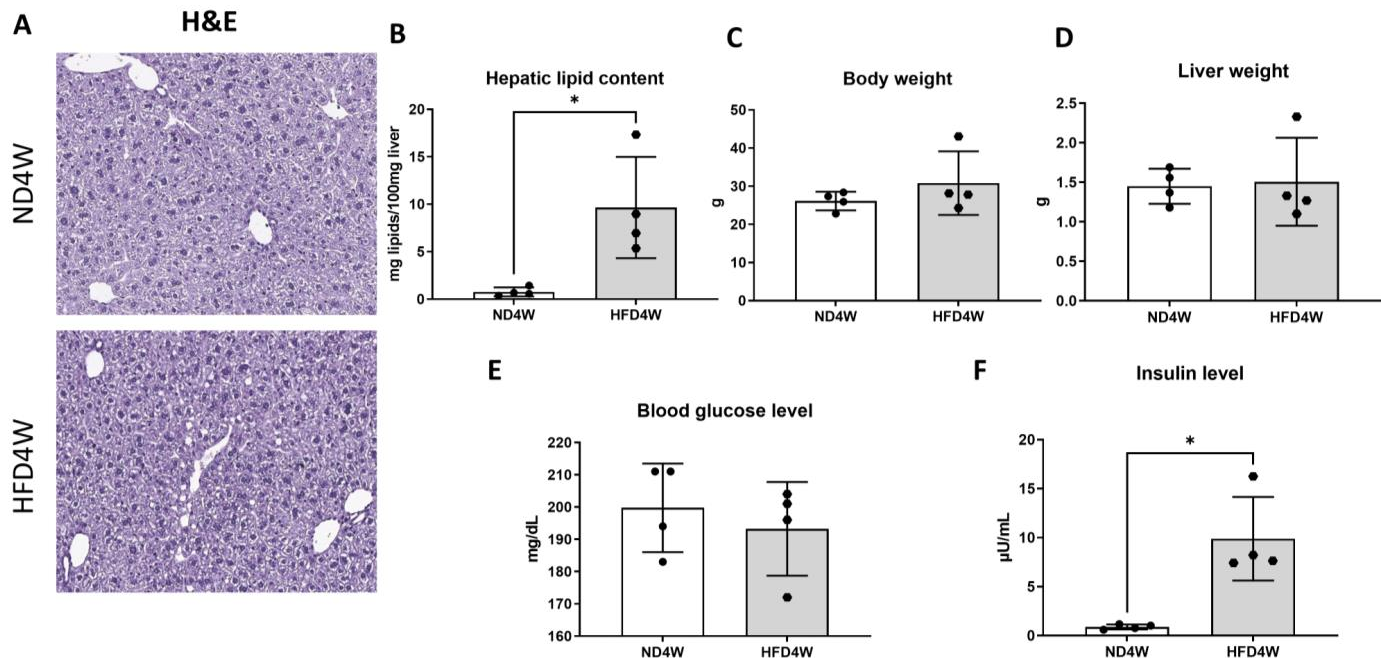 A
H&E
ND4W
HFD4W
B
Hepatic lipid content
*
mg lipids/100mg liver
20
15
10
5
0
ND4W
HFD4W
C
Body weight
g
50
40
30
20
10
0
ND4W
HFD4W
D
Liver weight
g
2.5
2.0
1.5
1.0
0.5
0.0
ND4W
HFD4W
E
Blood glucose level
mg/dL
220
210
200
190
180
170
160
ND4W
HFD4W
F
Insulin level
*
µU/mL
20
15
10
5
0
ND4W
HFD4W